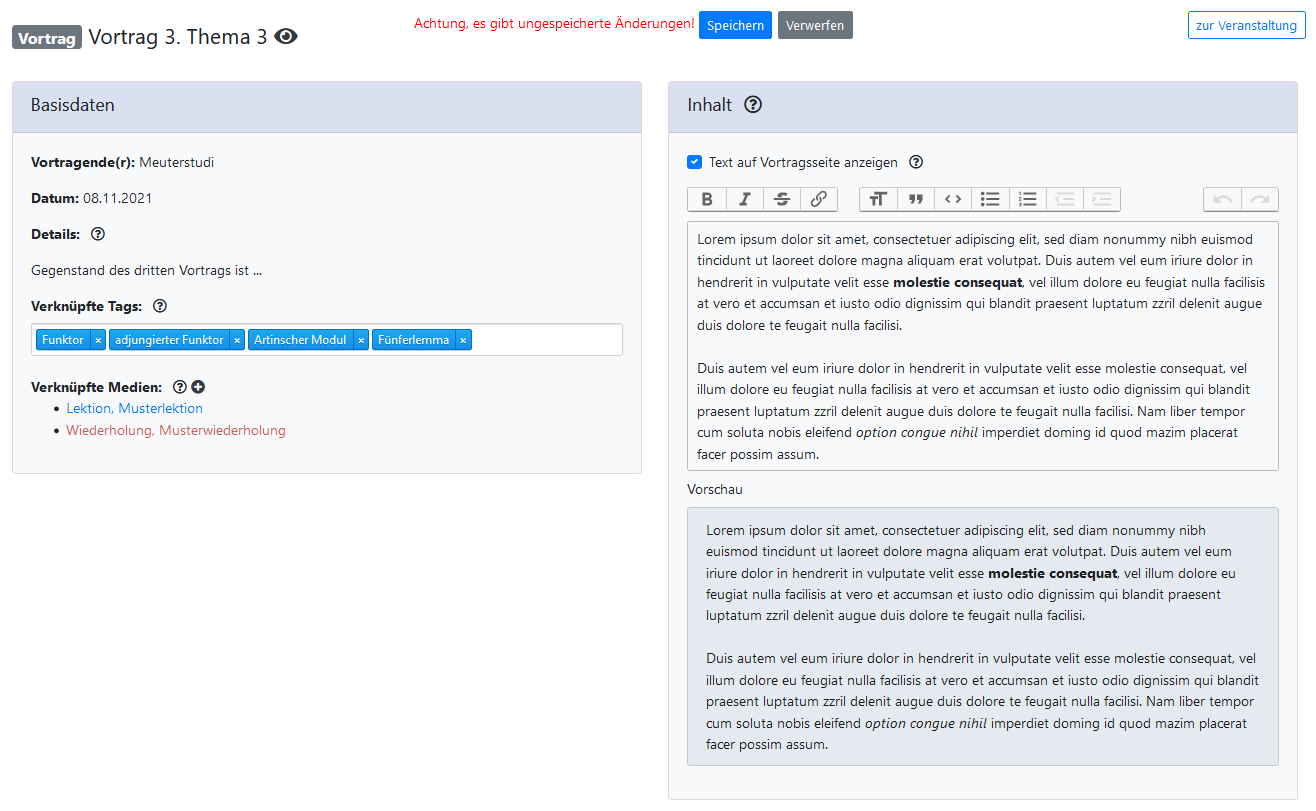 Vortrag Vortrag 3. Thema 3
Achtung, es gibt ungespeicherte Änderungen! Speichern Verwerfen
zur Veranstaltung
Basisdaten
Vortragende(r): Meuterstudi
Datum: 08.11.2021
Details:
Gegenstand des dritten Vortrags ist ...
Verknüpfte Tags:
Funktor × adjungierter Funktor × Artinscher Modul × Fünferlemma ×
Verknüpfte Medien:
Lektion, Musterlektion
Wiederholung, Musterwiederholung
Inhalt
Text auf Vortragsseite anzeigen
Lorem ipsum dolor sit amet, consectetuer adipiscing elit, sed diam nonummy nibh euismod
tincidunt ut laoreet dolore magna aliquam erat volutpat. Duis autem vel eum iriure dolor in
hendrerit in vulputate velit esse molestie consequat, vel illum dolore eu feugiat nulla facilisis
at vero et accumsan et iusto odio dignissim qui blandit praesent luptatum zzril delenit augue
duis dolore te feugait nulla facilisi.
Duis autem vel eum iriure dolor in hendrerit in vulputate velit esse molestie consequat, vel
illum dolore eu feugiat nulla facilisis at vero et accumsan et iusto odio dignissim qui blandit
praesent luptatum zzril delenit augue duis dolore te feugait nulla facilisi. Nam liber tempor
cum soluta nobis eleifend option congue nihil imperdiet doming id quod mazim placerat
facer possim assum.
Vorschau
Lorem ipsum dolor sit amet, consectetuer adipiscing elit, sed diam nonummy nibh
euismod tincidunt ut laoreet dolore magna aliquam erat volutpat. Duis autem vel eum
iriure dolor in hendrerit in vulputate velit esse molestie consequat, vel illum dolore eu
feugiat nulla facilisis at vero et accumsan et iusto odio dignissim qui blandit praesent
luptatum zzril delenit augue duis dolore te feugait nulla facilisi.
Duis autem vel eum iriure dolor in hendrerit in vulputate velit esse molestie consequat, vel
illum dolore eu feugiat nulla facilisis at vero et accumsan et iusto odio dignissim qui blandit
praesent luptatum zzril delenit augue duis dolore te feugait nulla facilisi. Nam liber tempor
cum soluta nobis eleifend option congue nihil imperdiet doming id quod mazim placerat
facer possim assum.